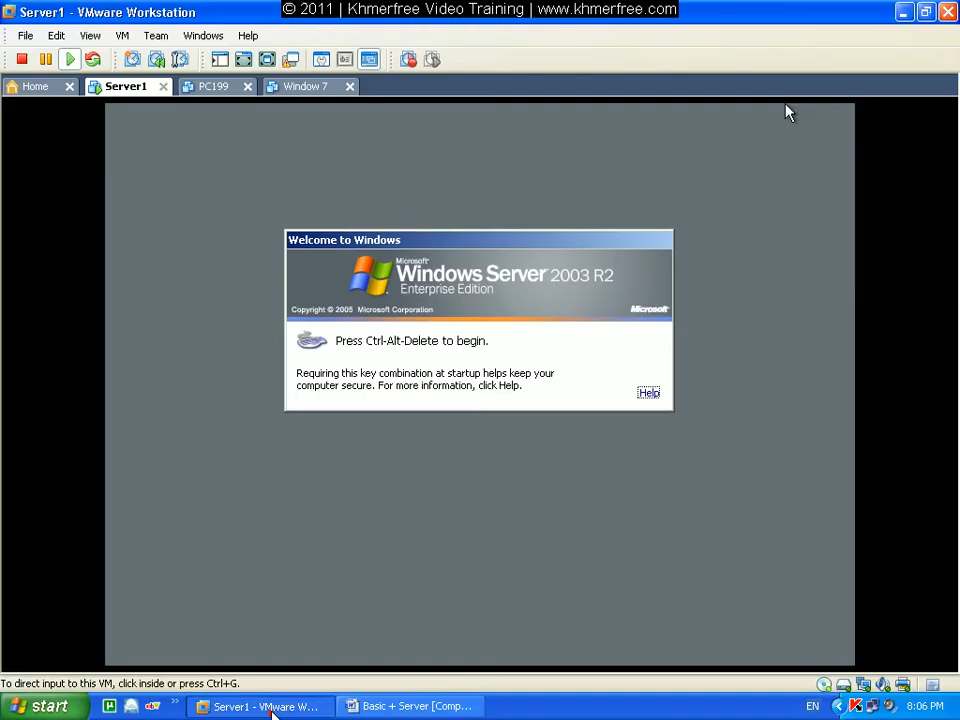 Server1 - VMware Workstation
© 2011 | Khmerfree Video Training | www.khmerfree.com
File Edit View VM Team Windows Help
Home Server1 PC199 Window 7
Welcome to Windows
Microsoft
Windows Server 2003 R2
Enterprise Edition
Copyright © 2005 Microsoft Corporation Microsoft
Press Ctrl-Alt-Delete to begin.
Requiring this key combination at startup helps keep your
computer secure. For more information, click Help.
Help
To direct input to this VM, click inside or press Ctrl+G.
start Server1 - VMware W... Basic + Server [Comp... EN 8:06 PM